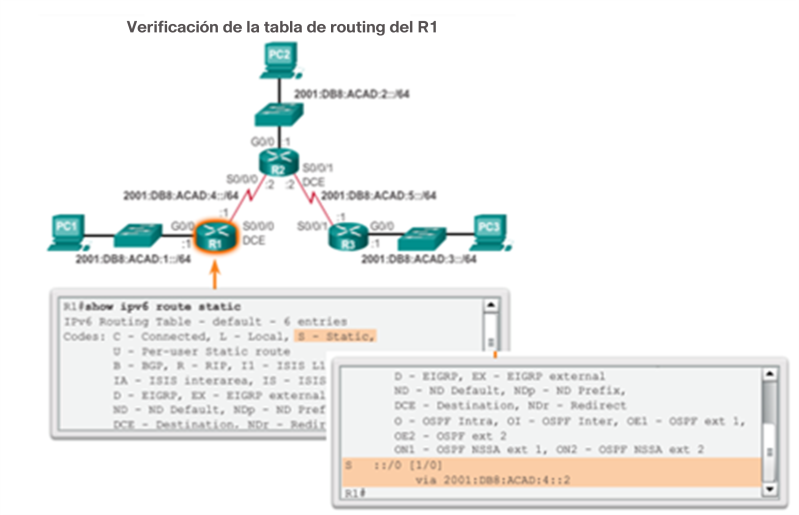 Verificación de la tabla de routing del R1
PC2
2001:DB8:ACAD:2::/64
G0/0 :1
R2
S0/0/0 :2
:2 S0/0/1
DCE
2001:DB8:ACAD:4::/64
2001:DB8:ACAD:5::/64
:1
:1
PC1
G0/0
:1
R1
S0/0/0
DCE
S0/0/1
R3
G0/0
:1
PC3
2001:DB8:ACAD:1::/64
2001:DB8:ACAD:3::/64
R1#show ipv6 route static
IPv6 Routing Table - default - 6 entries
Codes: C - Connected, L - Local, S - Static,
U - Per-user Static route
B - BGP, R - RIP, I1 - ISIS L1
IA - ISIS interarea, IS - ISIS
D - EIGRP, EX - EIGRP external
ND - ND Default, NDp - ND Pref
DCE - Destination, NDr - Redir
D - EIGRP, EX - EIGRP external
ND - ND Default, NDp - ND Prefix,
DCE - Destination, NDr - Redirect
O - OSPF Intra, OI - OSPF Inter, OE1 - OSPF ext 1,
OE2 - OSPF ext 2
ON1 - OSPF NSSA ext 1, ON2 - OSPF NSSA ext 2
S ::/0 [1/0]
via 2001:DB8:ACAD:4::2
R1#